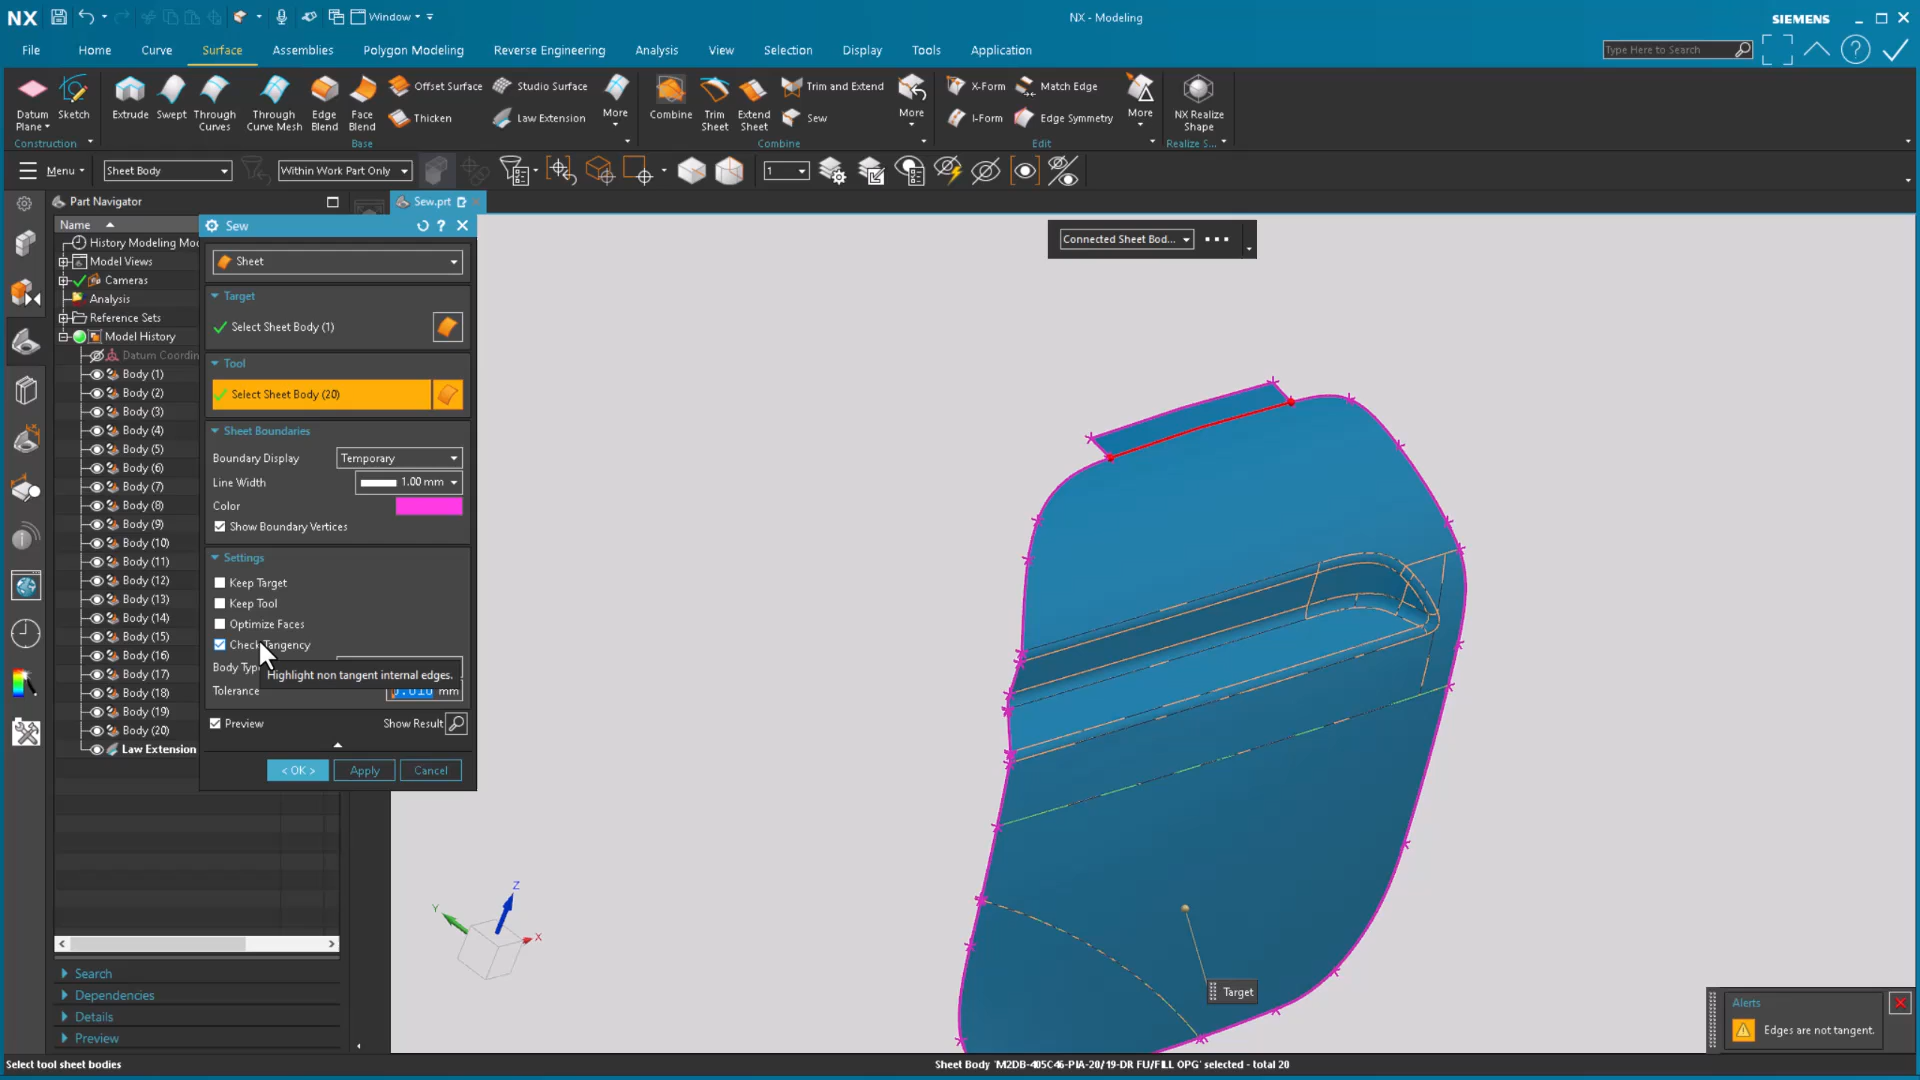 NX
Window
NX - Modeling
SIEMENS
File
Home
Curve
Surface
Assemblies
Polygon Modeling
Reverse Engineering
Analysis
View
Selection
Display
Tools
Application
Type Here to Search
Datum Plane
Sketch
Extrude
Swept
Through Curves
Through Curve Mesh
Edge Blend
Face Blend
Offset Surface
Thicken
Studio Surface
Law Extension
More
Combine
Trim Sheet
Extend Sheet
Trim and Extend
Sew
More
X-Form
I-Form
Match Edge
Edge Symmetry
More
NX Realize Shape
Construction
Base
Combine
Edit
Realize S...
Menu
Sheet Body
Within Work Part Only
1
Part Navigator
Sew.prt
Name
History Modeling Mo
Model Views
Cameras
Analysis
Reference Sets
Model History
Datum Coordin
Body (1)
Body (2)
Body (3)
Body (4)
Body (5)
Body (6)
Body (7)
Body (8)
Body (9)
Body (10)
Body (11)
Body (12)
Body (13)
Body (14)
Body (15)
Body (16)
Body (17)
Body (18)
Body (19)
Body (20)
Law Extension
Search
Dependencies
Details
Preview
Sew
Sheet
Target
Select Sheet Body (1)
Tool
Select Sheet Body (20)
Sheet Boundaries
Boundary Display
Temporary
Line Width
1.00 mm
Color
Show Boundary Vertices
Settings
Keep Target
Keep Tool
Optimize Faces
Check Tangency
Body Typ
Highlight non tangent internal edges.
Tolerance
mm
Preview
Show Result
< OK >
Apply
Cancel
Connected Sheet Bod...
Z
Y
X
Target
Alerts
Edges are not tangent.
Select tool sheet bodies
Sheet Body 'M2DB-405C46-PIA-20/19-DR FU/FILL OPG' selected - total 20